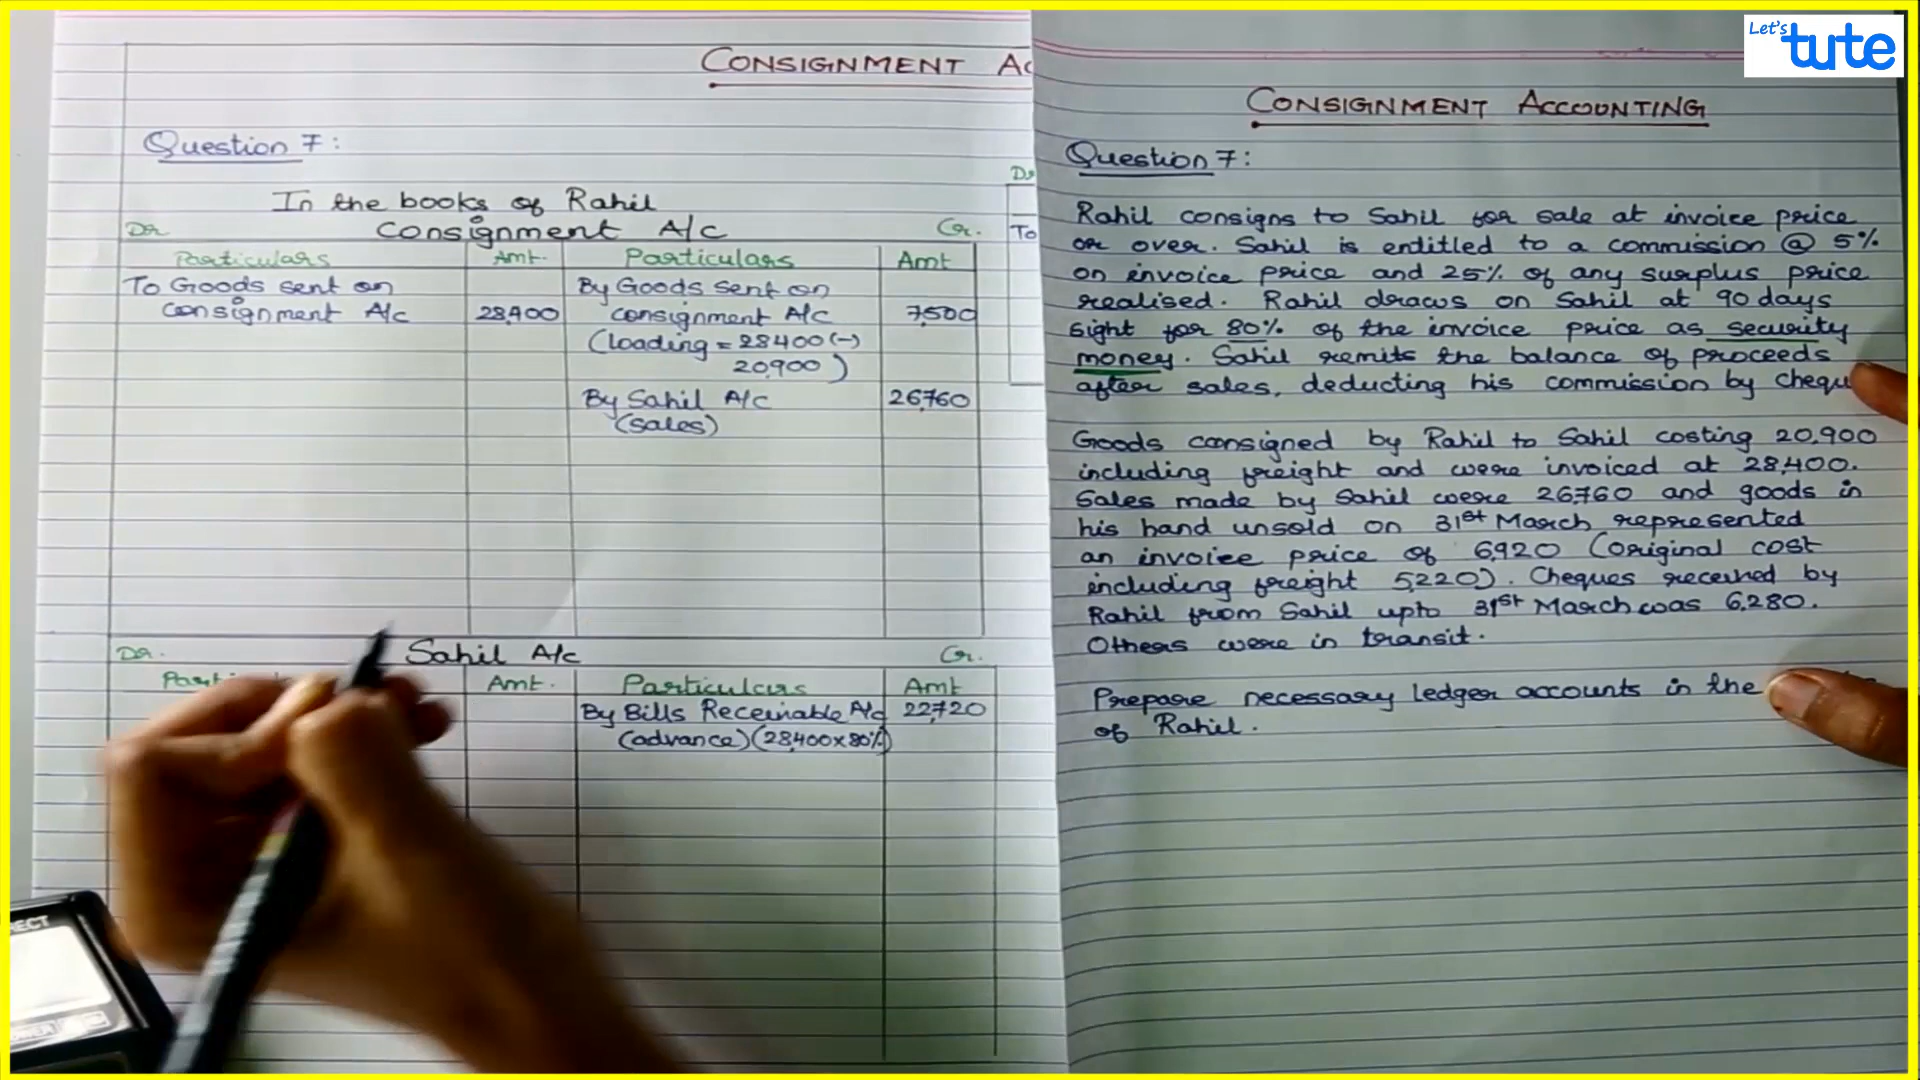 Let's tute
CONSIGNMENT AC
Question 7:
In the books of Rahil
Dr Consignment A/c Cr.
Particulars Amt. Particulars Amt
To Goods sent on By Goods sent on
consignment A/c 28,400 consignment A/c 7,500
(loading = 28400 (-)
20,900)
By Sahil A/c 26,760
(sales)
Dr. Sahil A/c Cr.
Amt. Particulars Amt
By Bills Receivable A/c 22,720
(advance) (28,400x80%)
Dr
To
CONSIGNMENT ACCOUNTING
Question 7:
Rahil consigns to Sahil for sale at invoice price
or over. Sahil is entitled to a commission @ 5%
on invoice price and 25% of any surplus price
realised. Rahil draws on Sahil at 90 days
sight for 80% of the invoice price as security
money. Sahil remits the balance of proceeds
after sales, deducting his commission by chequ
Goods consigned by Rahil to Sahil costing 20,900
including freight and were invoiced at 28,400.
Sales made by Sahil were 26,760 and goods in
his hand unsold on 31st March represented
an invoice price of 6,920 (original cost
including freight 5,220). Cheques received by
Rahil from Sahil upto 31st March was 6,280.
Others were in transit.
Prepare necessary ledger accounts in the
of Rahil.